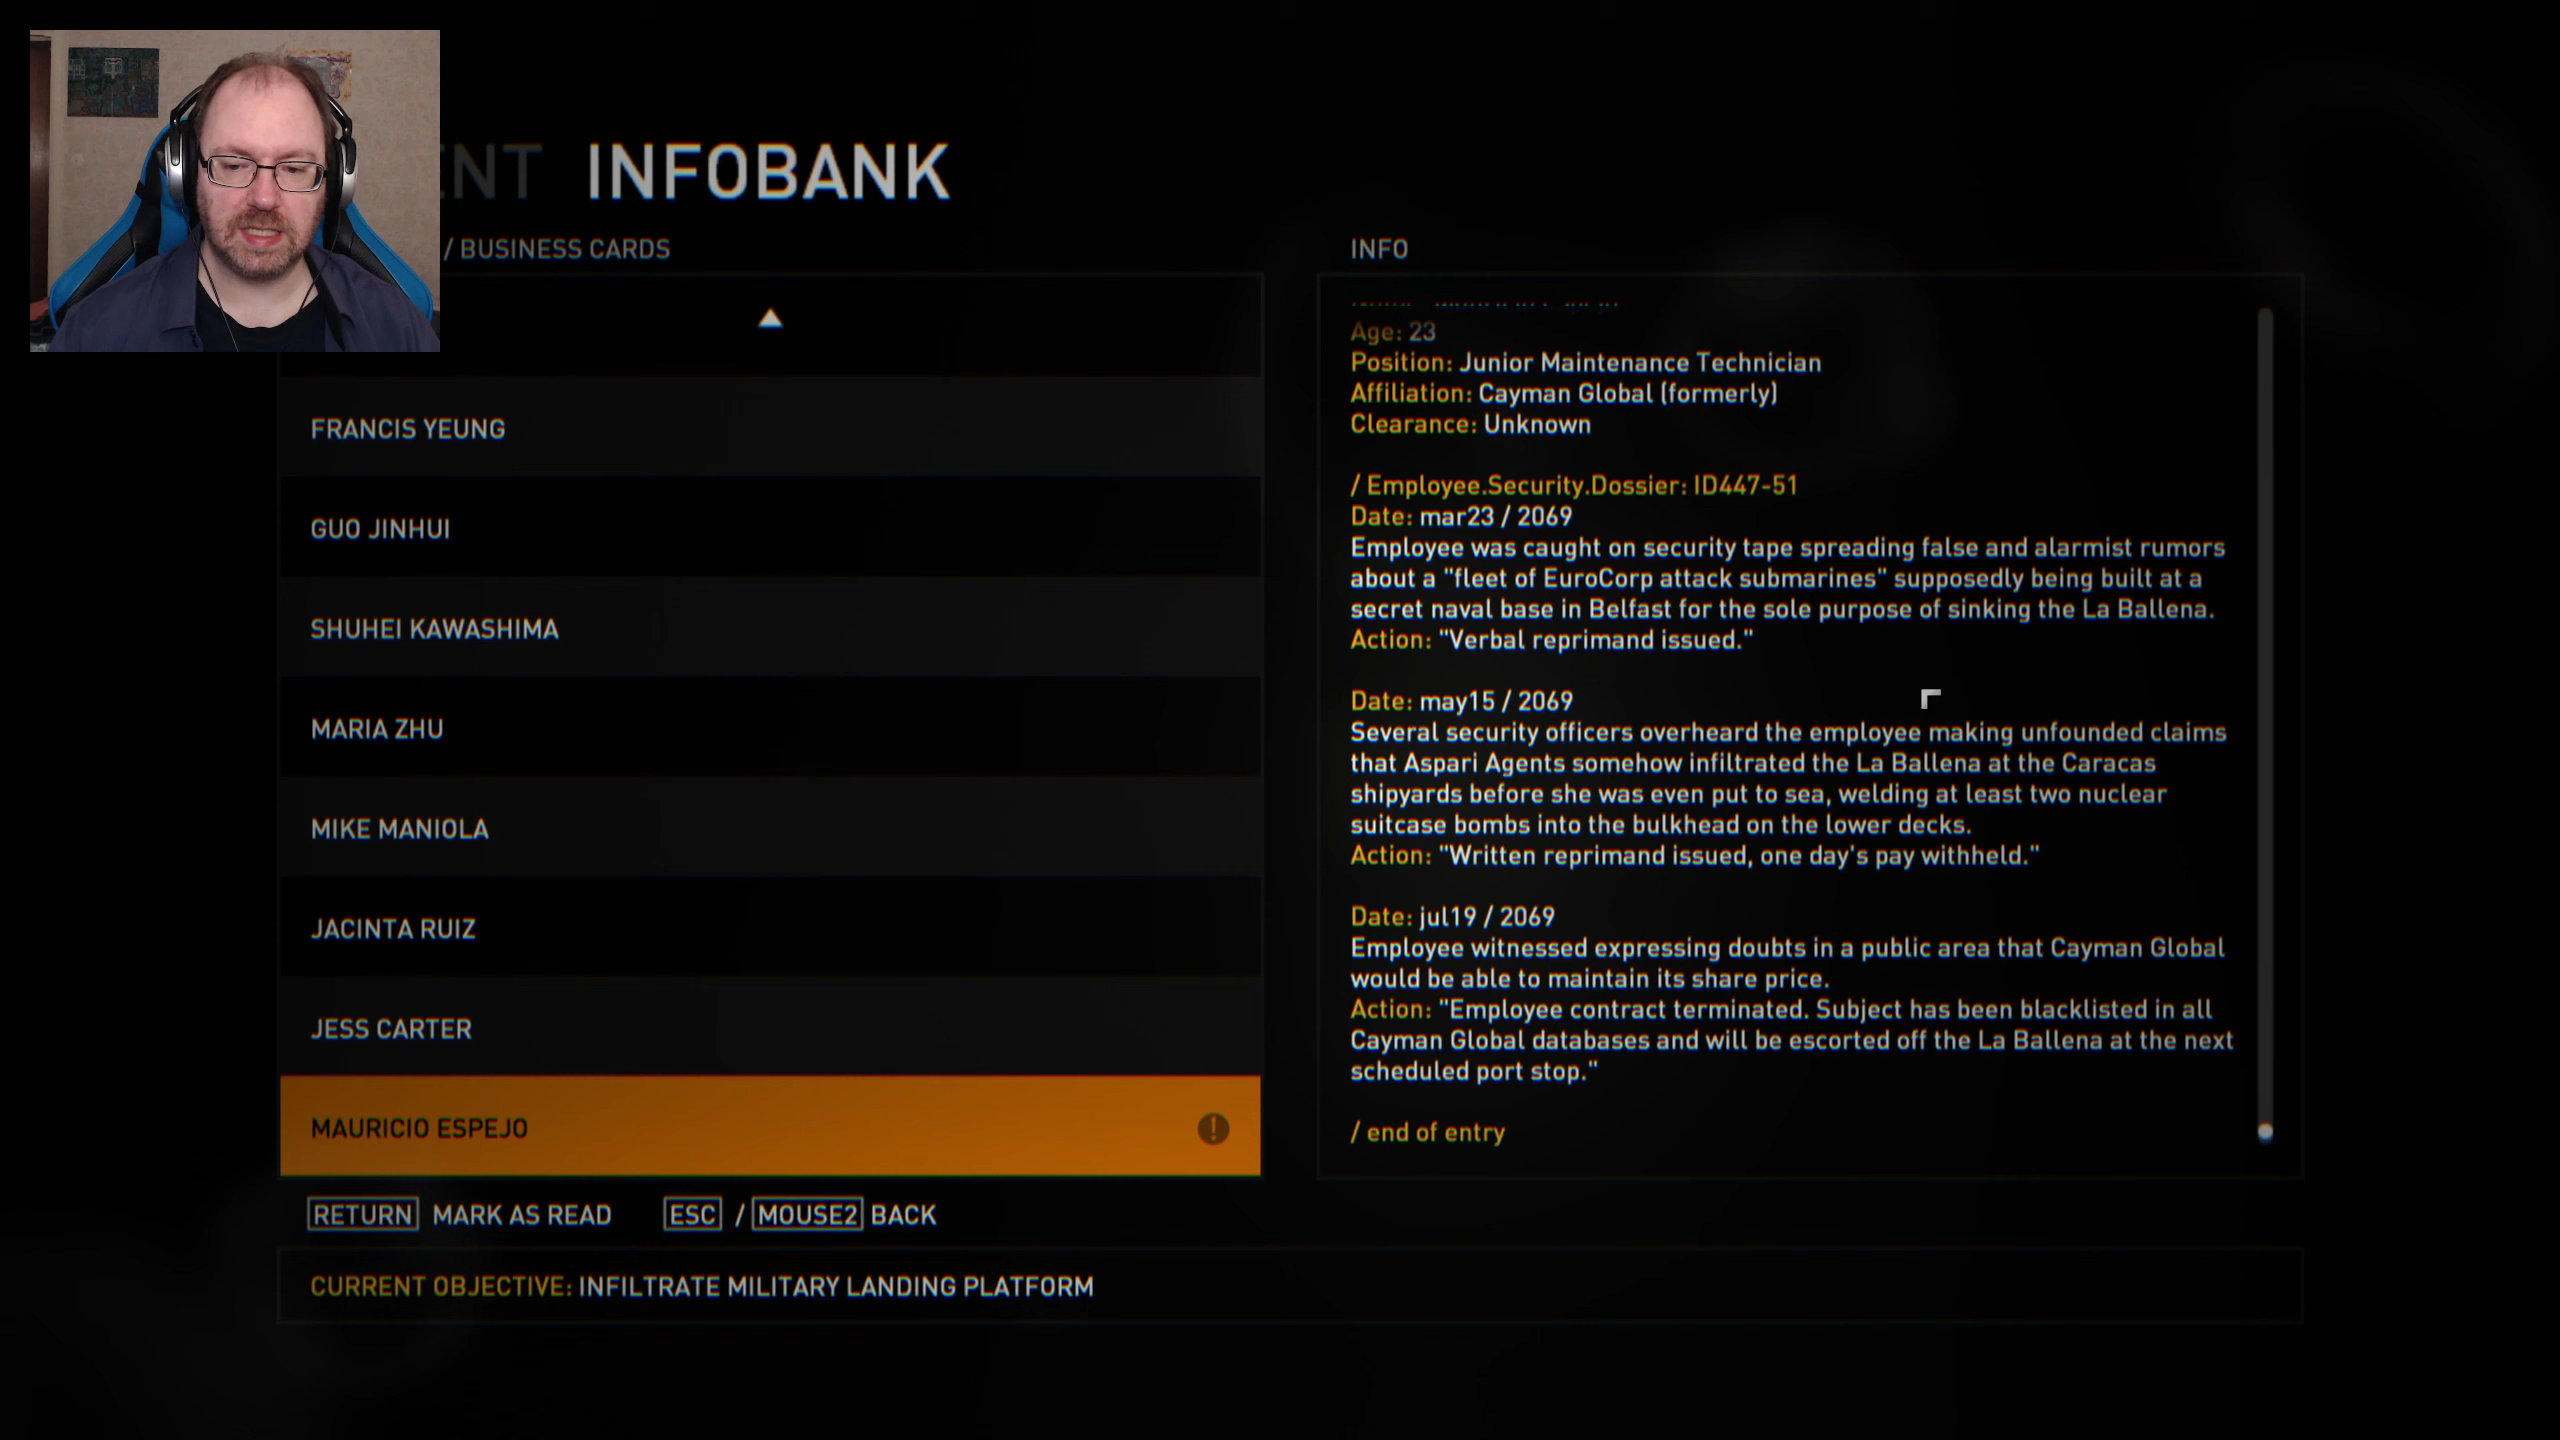 ENT INFOBANK
/ BUSINESS CARDS
FRANCIS YEUNG
GUO JINHUI
SHUHEI KAWASHIMA
MARIA ZHU
MIKE MANIOLA
JACINTA RUIZ
JESS CARTER
MAURICIO ESPEJO
INFO
Age: 23
Position: Junior Maintenance Technician
Affiliation: Cayman Global (formerly)
Clearance: Unknown
/ Employee.Security.Dossier: ID447-51
Date: mar23 / 2069
Employee was caught on security tape spreading false and alarmist rumors
about a "fleet of EuroCorp attack submarines" supposedly being built at a
secret naval base in Belfast for the sole purpose of sinking the La Ballena.
Action: "Verbal reprimand issued."
Date: may15 / 2069
Several security officers overheard the employee making unfounded claims
that Aspari Agents somehow infiltrated the La Ballena at the Caracas
shipyards before she was even put to sea, welding at least two nuclear
suitcase bombs into the bulkhead on the lower decks.
Action: "Written reprimand issued, one day's pay withheld."
Date: jul19 / 2069
Employee witnessed expressing doubts in a public area that Cayman Global
would be able to maintain its share price.
Action: "Employee contract terminated. Subject has been blacklisted in all
Cayman Global databases and will be escorted off the La Ballena at the next
scheduled port stop."
/ end of entry
RETURN MARK AS READ ESC / MOUSE2 BACK
CURRENT OBJECTIVE: INFILTRATE MILITARY LANDING PLATFORM